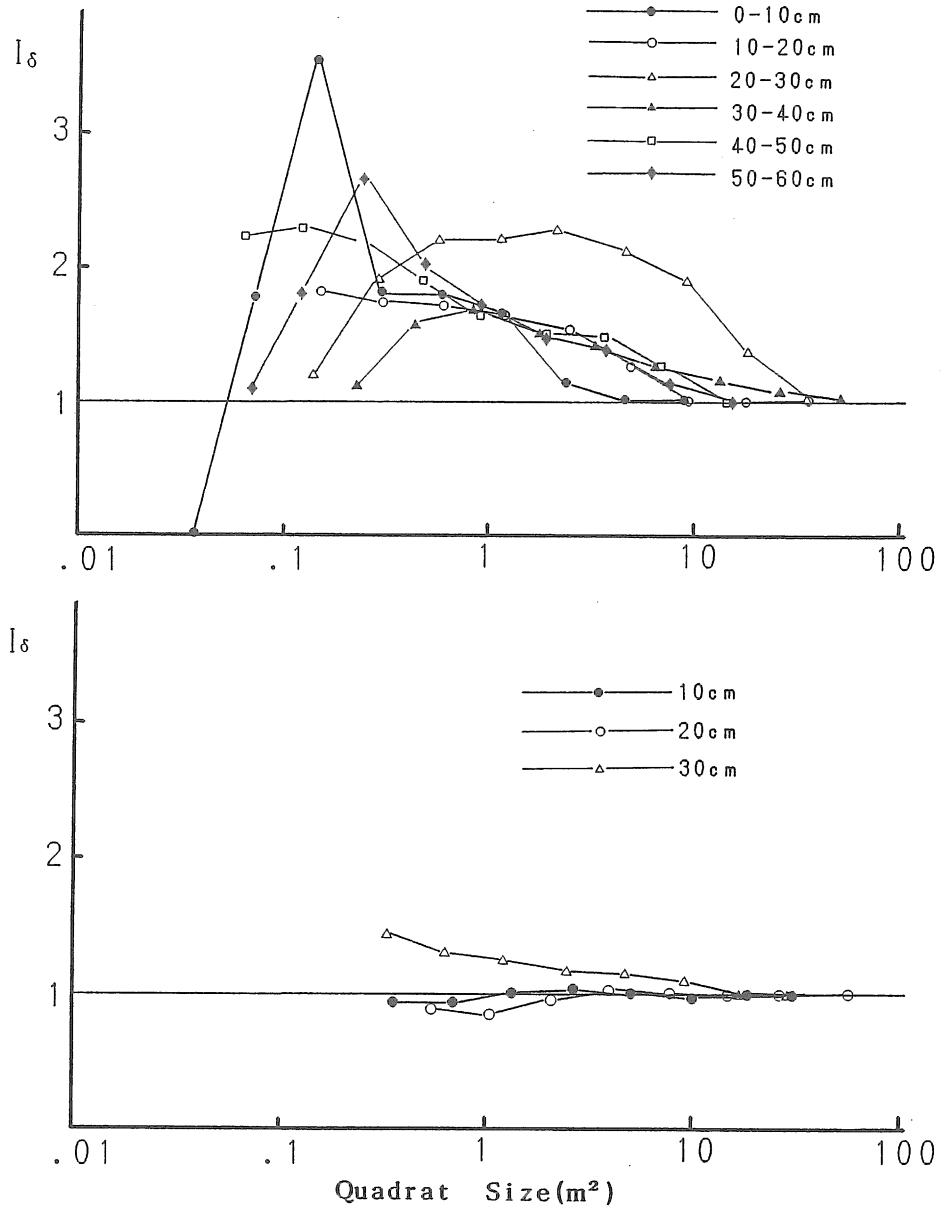 0-10cm
Iδ
10-20cm
20-30cm
30-40cm
3
40-50cm
50-60cm
2
1
.01 .1 1 10 100
Iδ
10cm
3
20cm
30cm
2
1
.01 .1 1 10 100
Quadrat Size(m²)